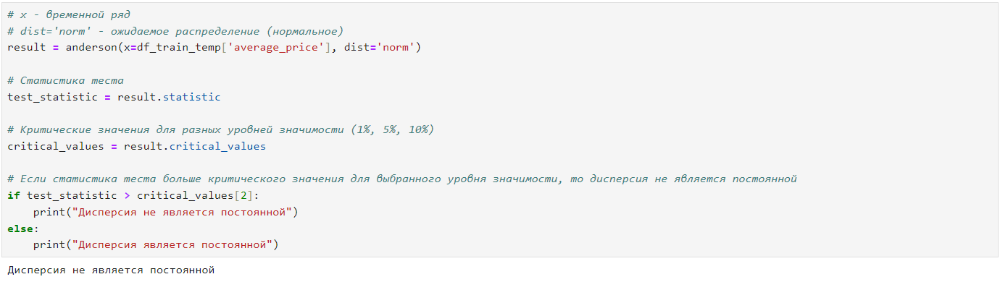 # x - временной ряд
# dist='norm' - ожидаемое распределение (нормальное)
result = anderson(x=df_train_temp['average_price'], dist='norm')
# Статистика теста
test_statistic = result.statistic
# Критические значения для разных уровней значимости (1%, 5%, 10%)
critical_values = result.critical_values
# Если статистика теста больше критического значения для выбранного уровня значимости, то дисперсия не является постоянной
if test_statistic > critical_values[2]:
    print("Дисперсия не является постоянной")
else:
    print("Дисперсия является постоянной")
Дисперсия не является постоянной